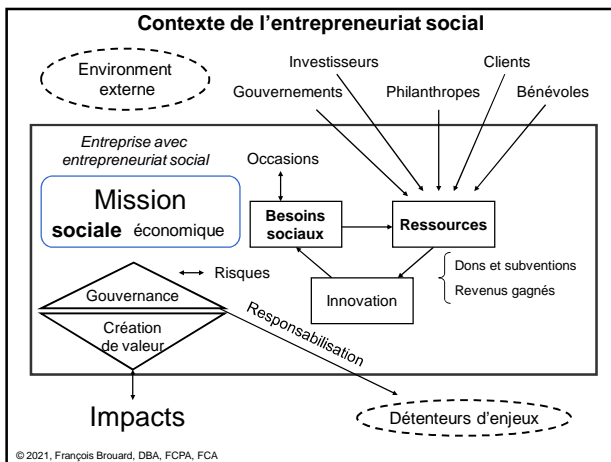 Contexte de l'entrepreneuriat social
Environment
externe
Investisseurs
Clients
Gouvernements
Philanthropes
Bénévoles
Entreprise avec
entrepreneuriat social
Occasions
Mission
sociale économique
Besoins
sociaux
Ressources
Risques
Dons et subventions
Revenus gagnés
Innovation
Gouvernance
Création
de valeur
Responsabilisation
Impacts
Détenteurs d'enjeux
© 2021, François Brouard, DBA, FCPA, FCA